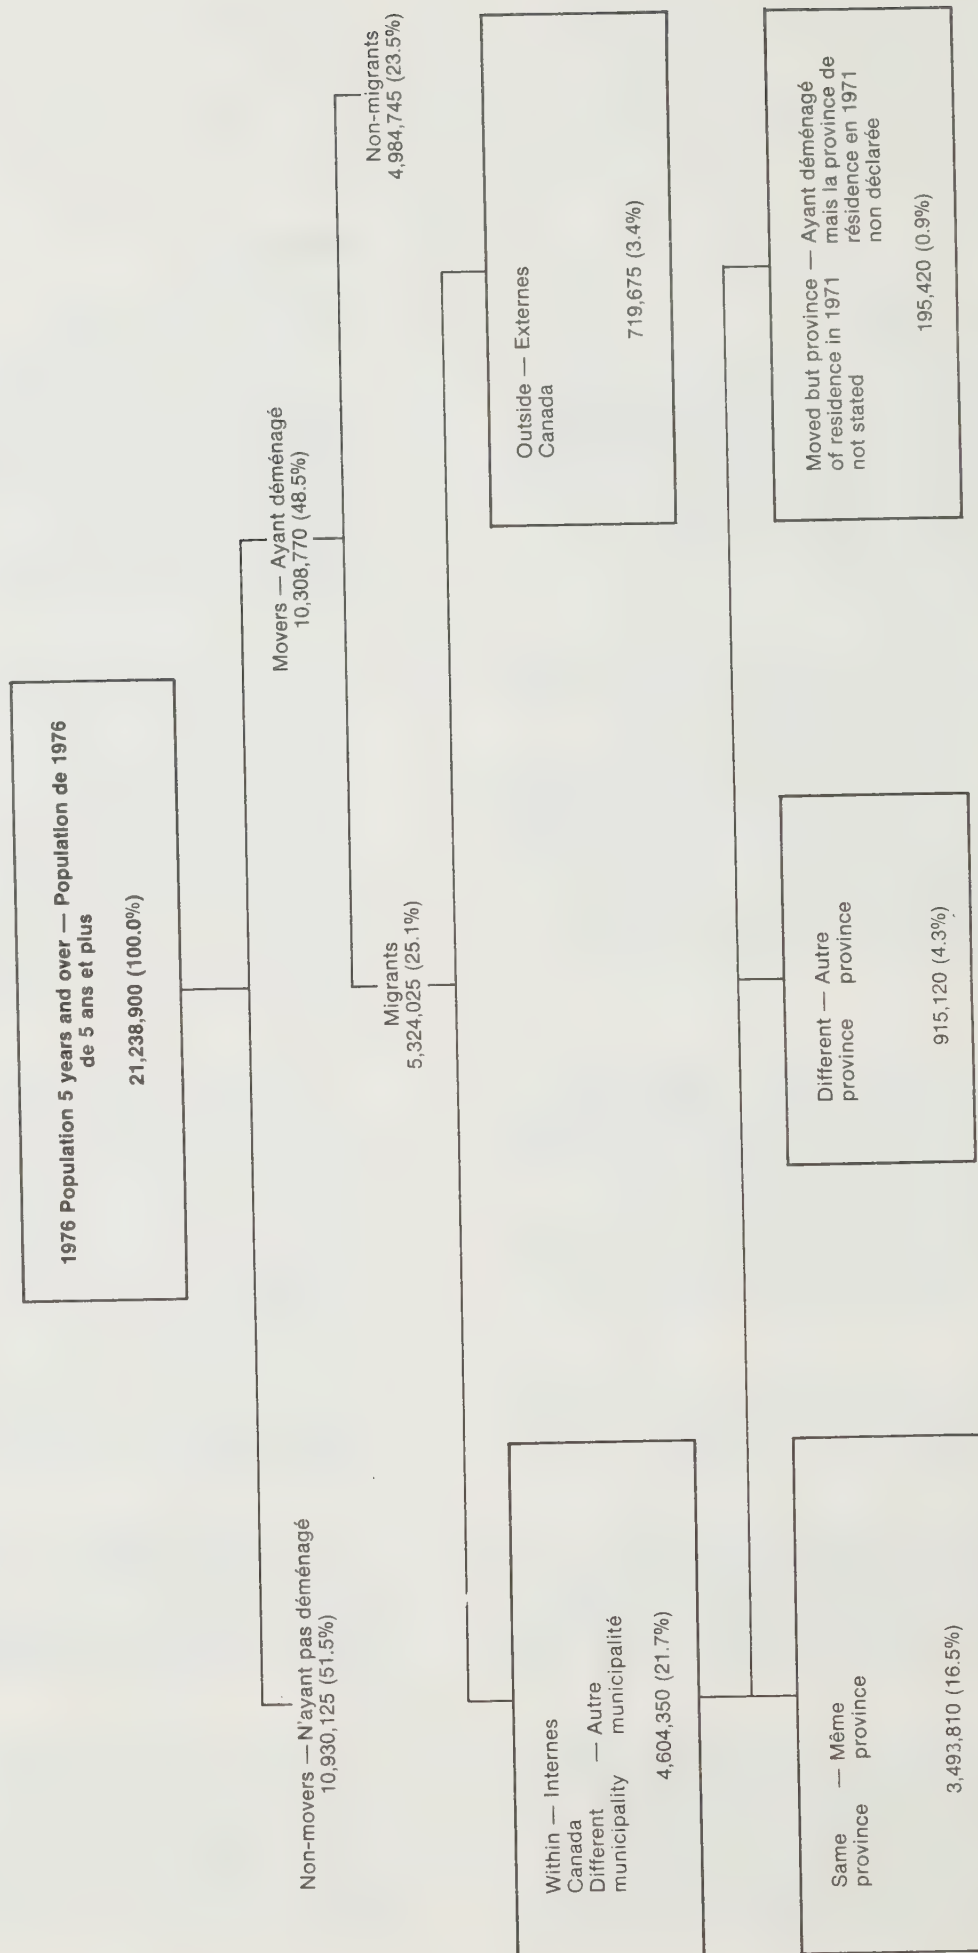 1976 Population 5 years and over — Population de 1976
de 5 ans et plus
21,238,900 (100.0%)
Non-movers — N'ayant pas déménagé
10,930,125 (51.5%)
Movers — Ayant déménagé
10,308,770 (48.5%)
Migrants
5,324,025 (25.1%)
Non-migrants
4,984,745 (23.5%)
Within — Internes
Canada
Different — Autre
municipality municipalité
4,604,350 (21.7%)
Outside — Externes
Canada
719,675 (3.4%)
Same — Même
province province
3,493,810 (16.5%)
Different — Autre
province province
915,120 (4.3%)
Moved but province — Ayant déménagé
of residence in 1971 mais la province de
not stated résidence en 1971
non déclarée
195,420 (0.9%)